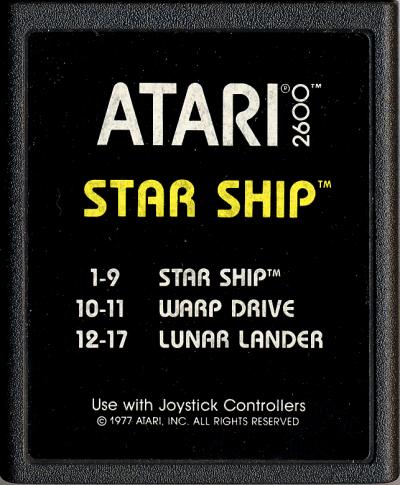 ATARI® 2600™
STAR SHIP™
1-9 STAR SHIP™
10-11 WARP DRIVE
12-17 LUNAR LANDER
Use with Joystick Controllers
© 1977 ATARI, INC. ALL RIGHTS RESERVED